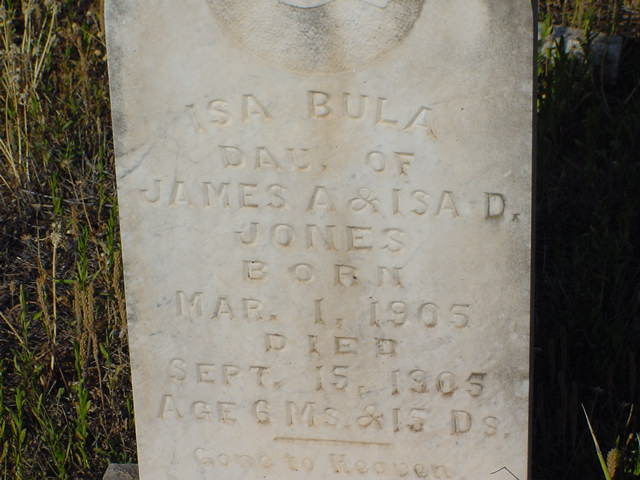 ISA BULA
DAU. OF
JAMES A & ISA D.
JONES
BORN
MAR. 1, 1905
DIED
SEPT. 15, 1905
AGE 6 MS. & 15 DS.
Gone to Heaven